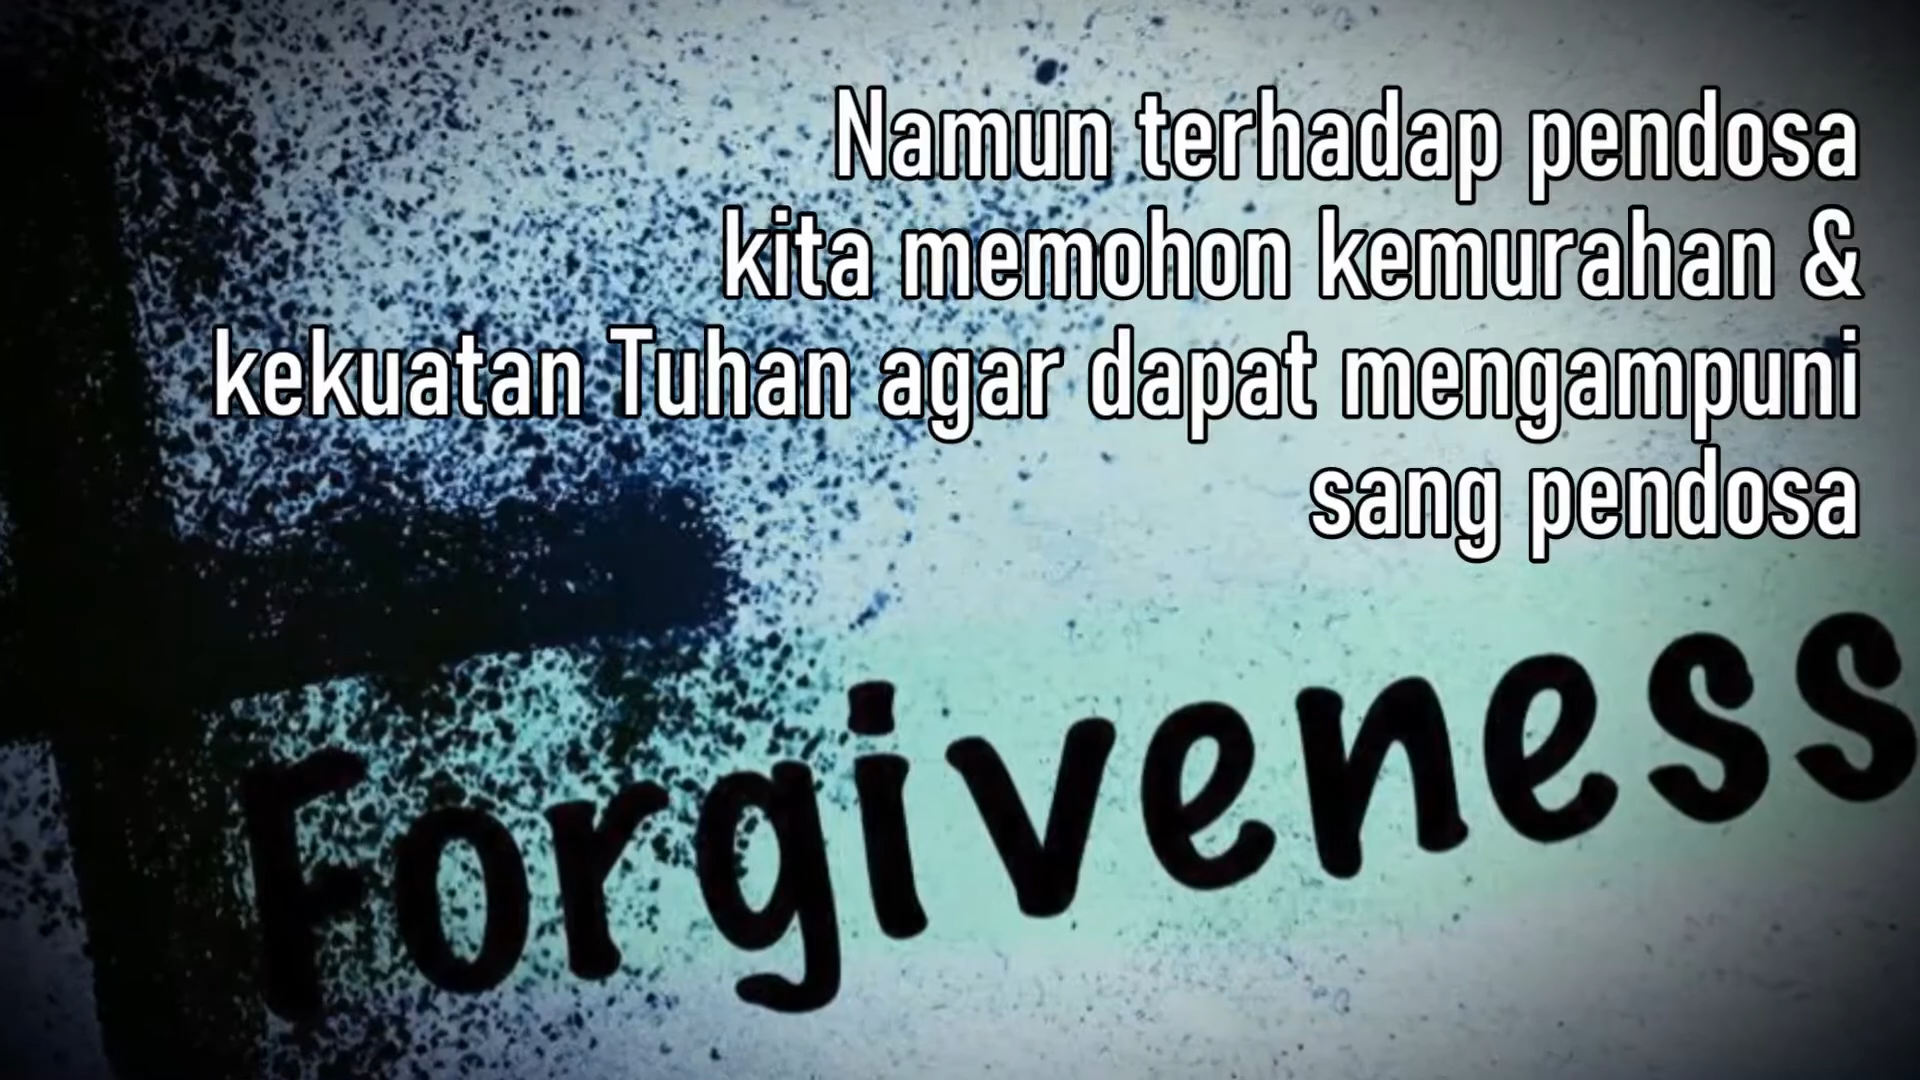 Namun terhadap pendosa
kita memohon kemurahan &
kekuatan Tuhan agar dapat mengampuni
sang pendosa
Forgiveness